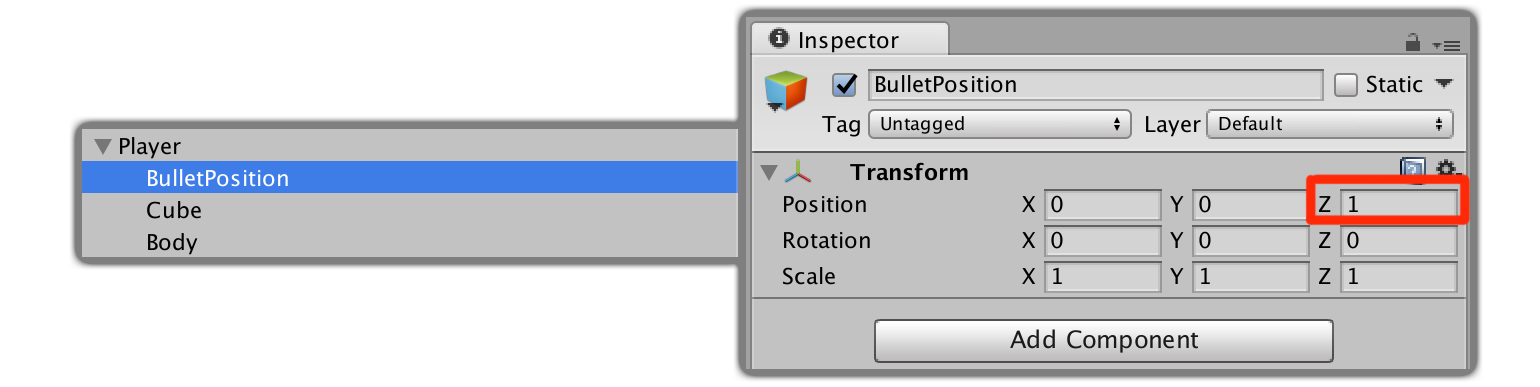 Player
BulletPosition
Cube
Body
Inspector
BulletPosition Static
Tag Untagged Layer Default
Transform
Position X 0 Y 0 Z 1
Rotation X 0 Y 0 Z 0
Scale X 1 Y 1 Z 1
Add Component